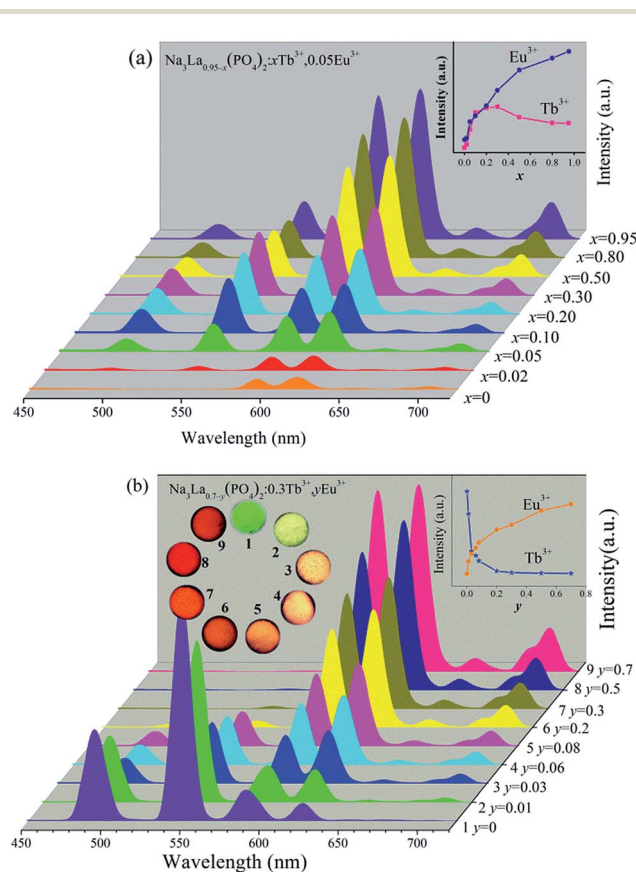 (a) Na₃La₀.₉₅₋ₓ(PO₄)₂:xTb³⁺,0.05Eu³⁺
Intensity (a.u.)
Eu³⁺
Tb³⁺
0.0 0.2 0.4 0.6 0.8 1.0
x
Intensity (a.u.)
x=0.95
x=0.80
x=0.50
x=0.30
x=0.20
x=0.10
x=0.05
x=0.02
x=0
450 500 550 600 650 700
Wavelength (nm)
(b) Na₃La₀.₇₋ᵧ(PO₄)₂:0.3Tb³⁺,yEu³⁺
1
2
3
4
5
6
7
8
9
Intensity (a.u.)
Eu³⁺
Tb³⁺
0.0 0.2 0.4 0.6 0.8
y
Intensity(a.u.)
9 y=0.7
8 y=0.5
7 y=0.3
6 y=0.2
5 y=0.08
4 y=0.06
3 y=0.03
2 y=0.01
1 y=0
450 500 550 600 650 700
Wavelength (nm)